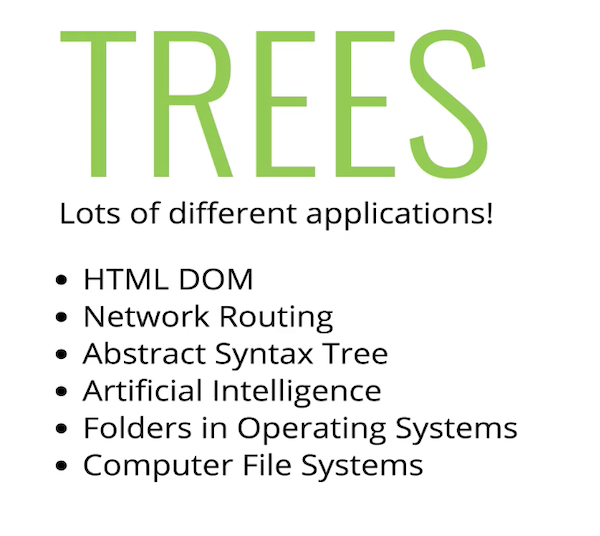 TREES
Lots of different applications!
• HTML DOM
• Network Routing
• Abstract Syntax Tree
• Artificial Intelligence
• Folders in Operating Systems
• Computer File Systems